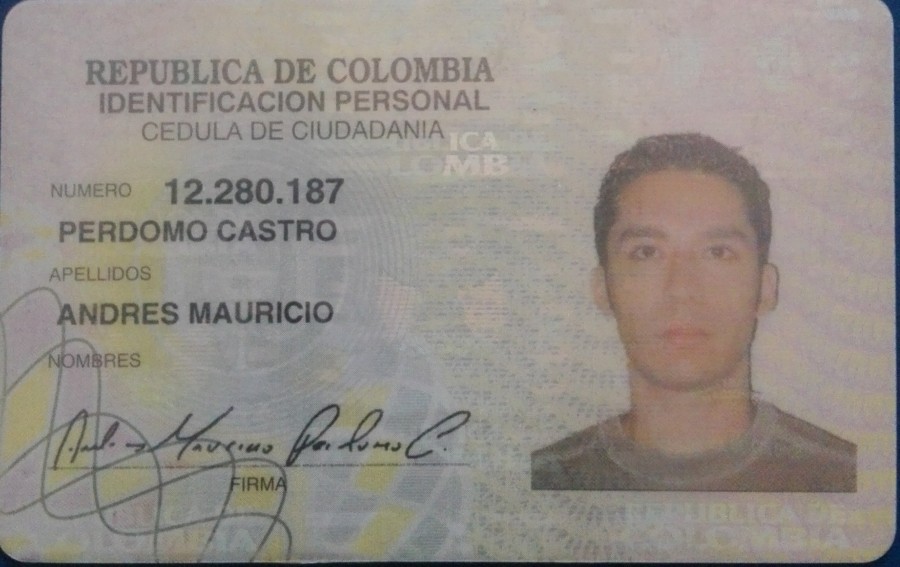 REPUBLICA DE COLOMBIA
IDENTIFICACION PERSONAL
CEDULA DE CIUDADANIA
NUMERO 12.280.187
PERDOMO CASTRO
APELLIDOS
ANDRES MAURICIO
NOMBRES
Andres Mauricio Perdomo C.
FIRMA
REPUBLICA DE
COLOMBIA